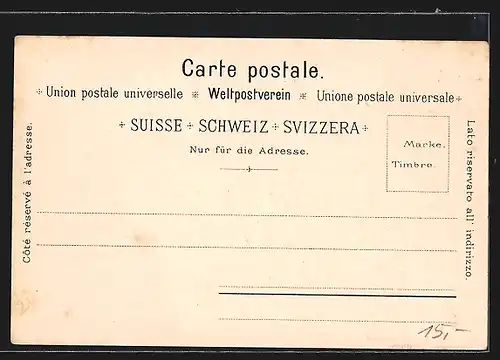 Carte postale.
✢ Union postale universelle ※ Weltpostverein ※ Unione postale universale ✢
✢ SUISSE ✢ SCHWEIZ ✢ SVIZZERA ✢
Nur für die Adresse.
Marke.
Timbre.
Côté réservé à l'adresse.
Lato riservato all' indirizzo.
15,-